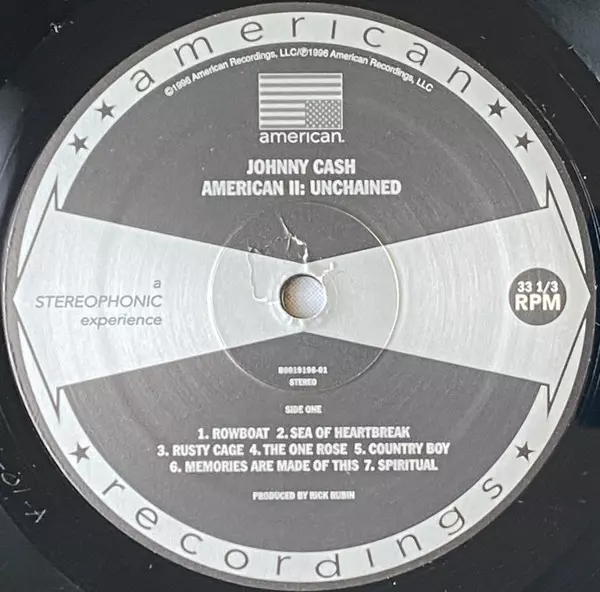 american
©1996 American Recordings, LLC/℗1996 American Recordings, LLC
american.
JOHNNY CASH
AMERICAN II: UNCHAINED
a
STEREOPHONIC
experience
33 1/3
RPM
B0019196-01
STEREO
SIDE ONE
1. ROWBOAT 2. SEA OF HEARTBREAK
3. RUSTY CAGE 4. THE ONE ROSE 5. COUNTRY BOY
6. MEMORIES ARE MADE OF THIS 7. SPIRITUAL
PRODUCED BY RICK RUBIN
recordings